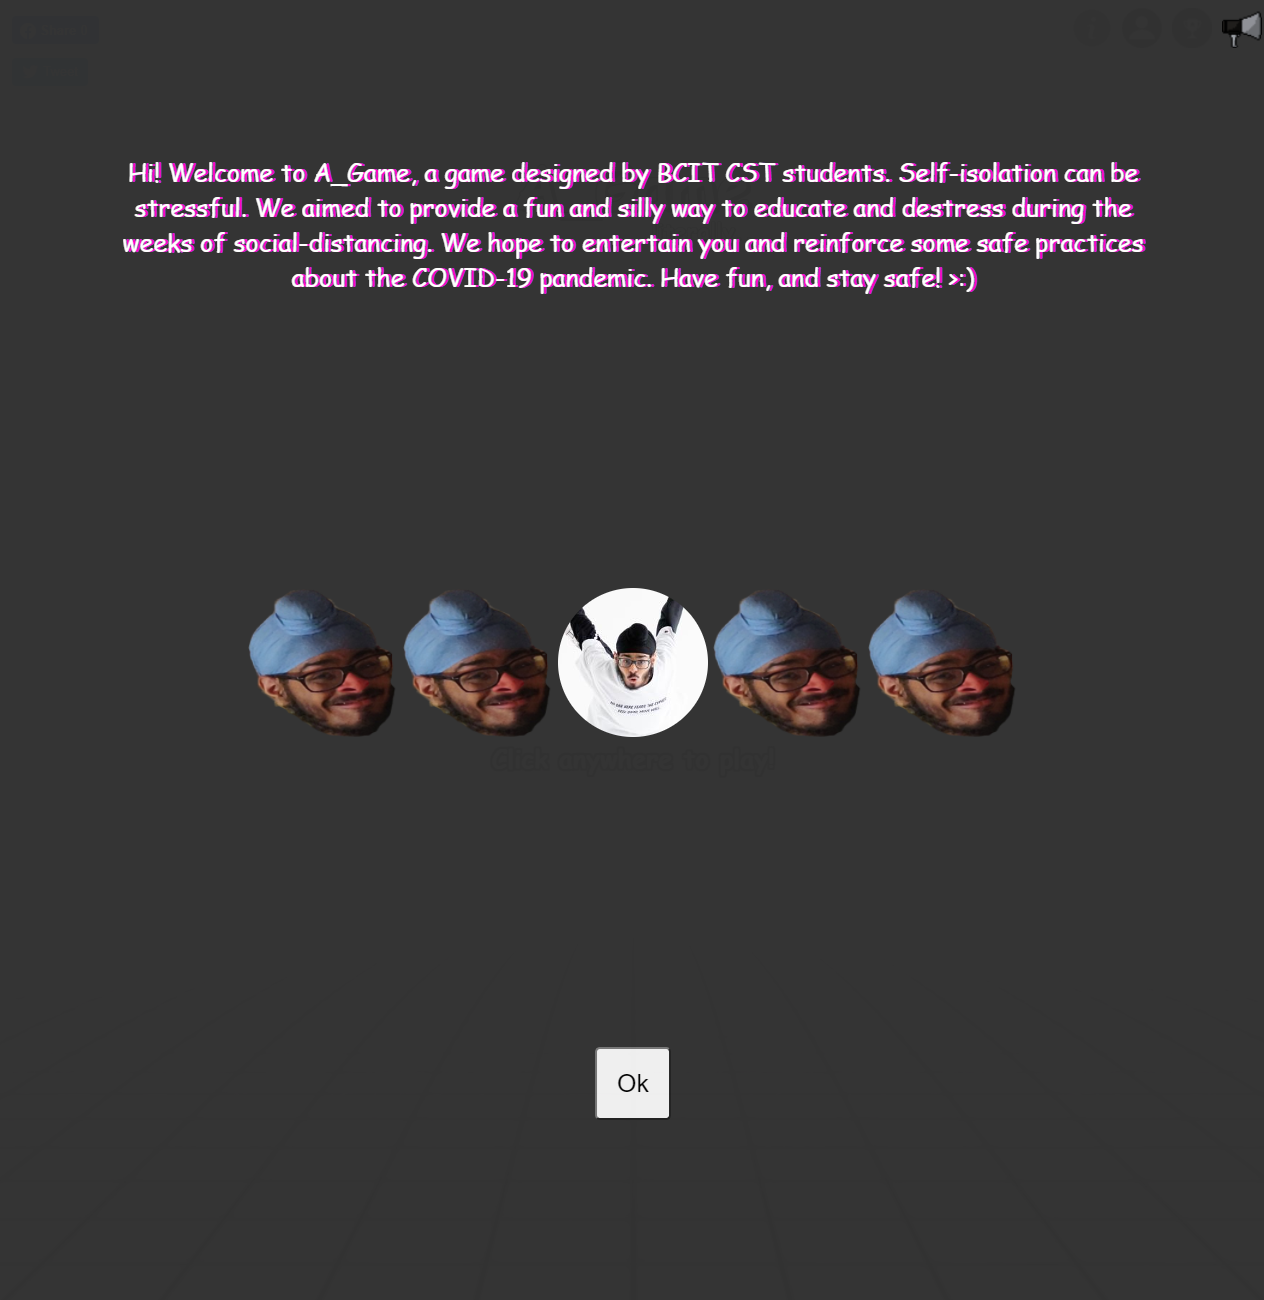 Hi! Welcome to A_Game, a game designed by BCIT CST students. Self-isolation can be
stressful. We aimed to provide a fun and silly way to educate and destress during the
weeks of social-distancing. We hope to entertain you and reinforce some safe practices
about the COVID-19 pandemic. Have fun, and stay safe! >:)
Click anywhere to play!
Ok